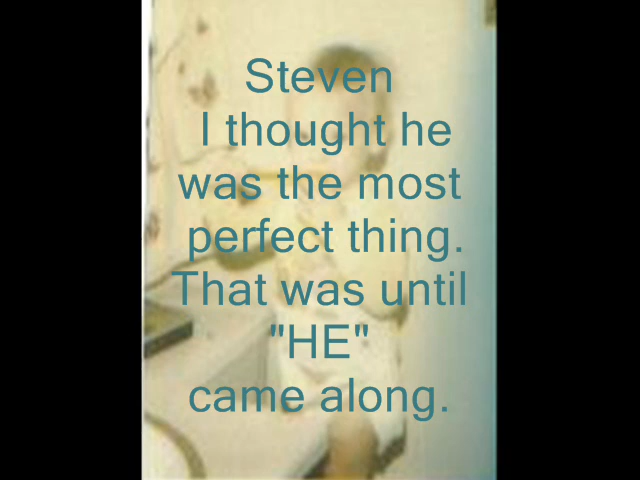 Steven
I thought he
was the most
perfect thing.
That was until
"HE"
came along.